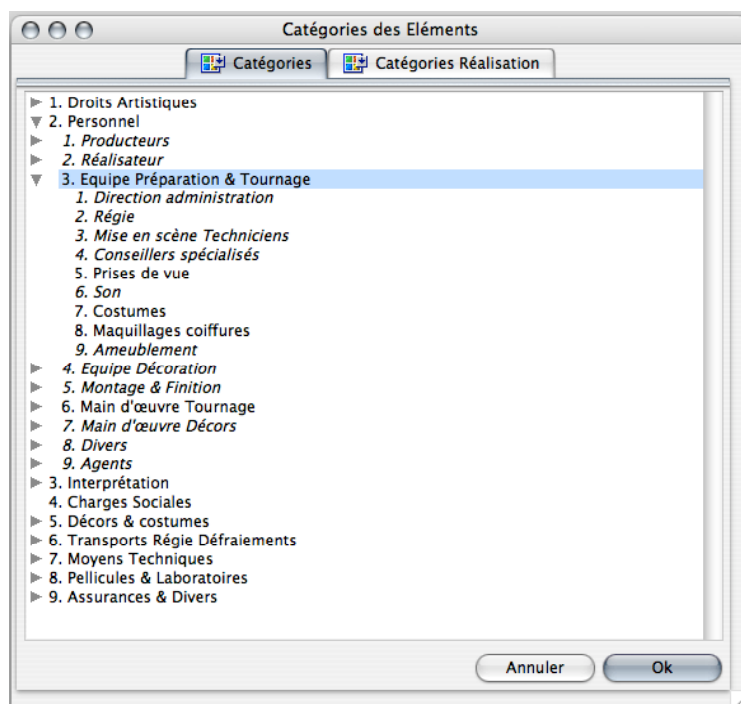 Catégories des Eléments
Catégories Catégories Réalisation
1. Droits Artistiques
2. Personnel
1. Producteurs
2. Réalisateur
3. Equipe Préparation & Tournage
1. Direction administration
2. Régie
3. Mise en scène Techniciens
4. Conseillers spécialisés
5. Prises de vue
6. Son
7. Costumes
8. Maquillages coiffures
9. Ameublement
4. Equipe Décoration
5. Montage & Finition
6. Main d'œuvre Tournage
7. Main d'œuvre Décors
8. Divers
9. Agents
3. Interprétation
4. Charges Sociales
5. Décors & costumes
6. Transports Régie Défraiements
7. Moyens Techniques
8. Pellicules & Laboratoires
9. Assurances & Divers
Annuler Ok